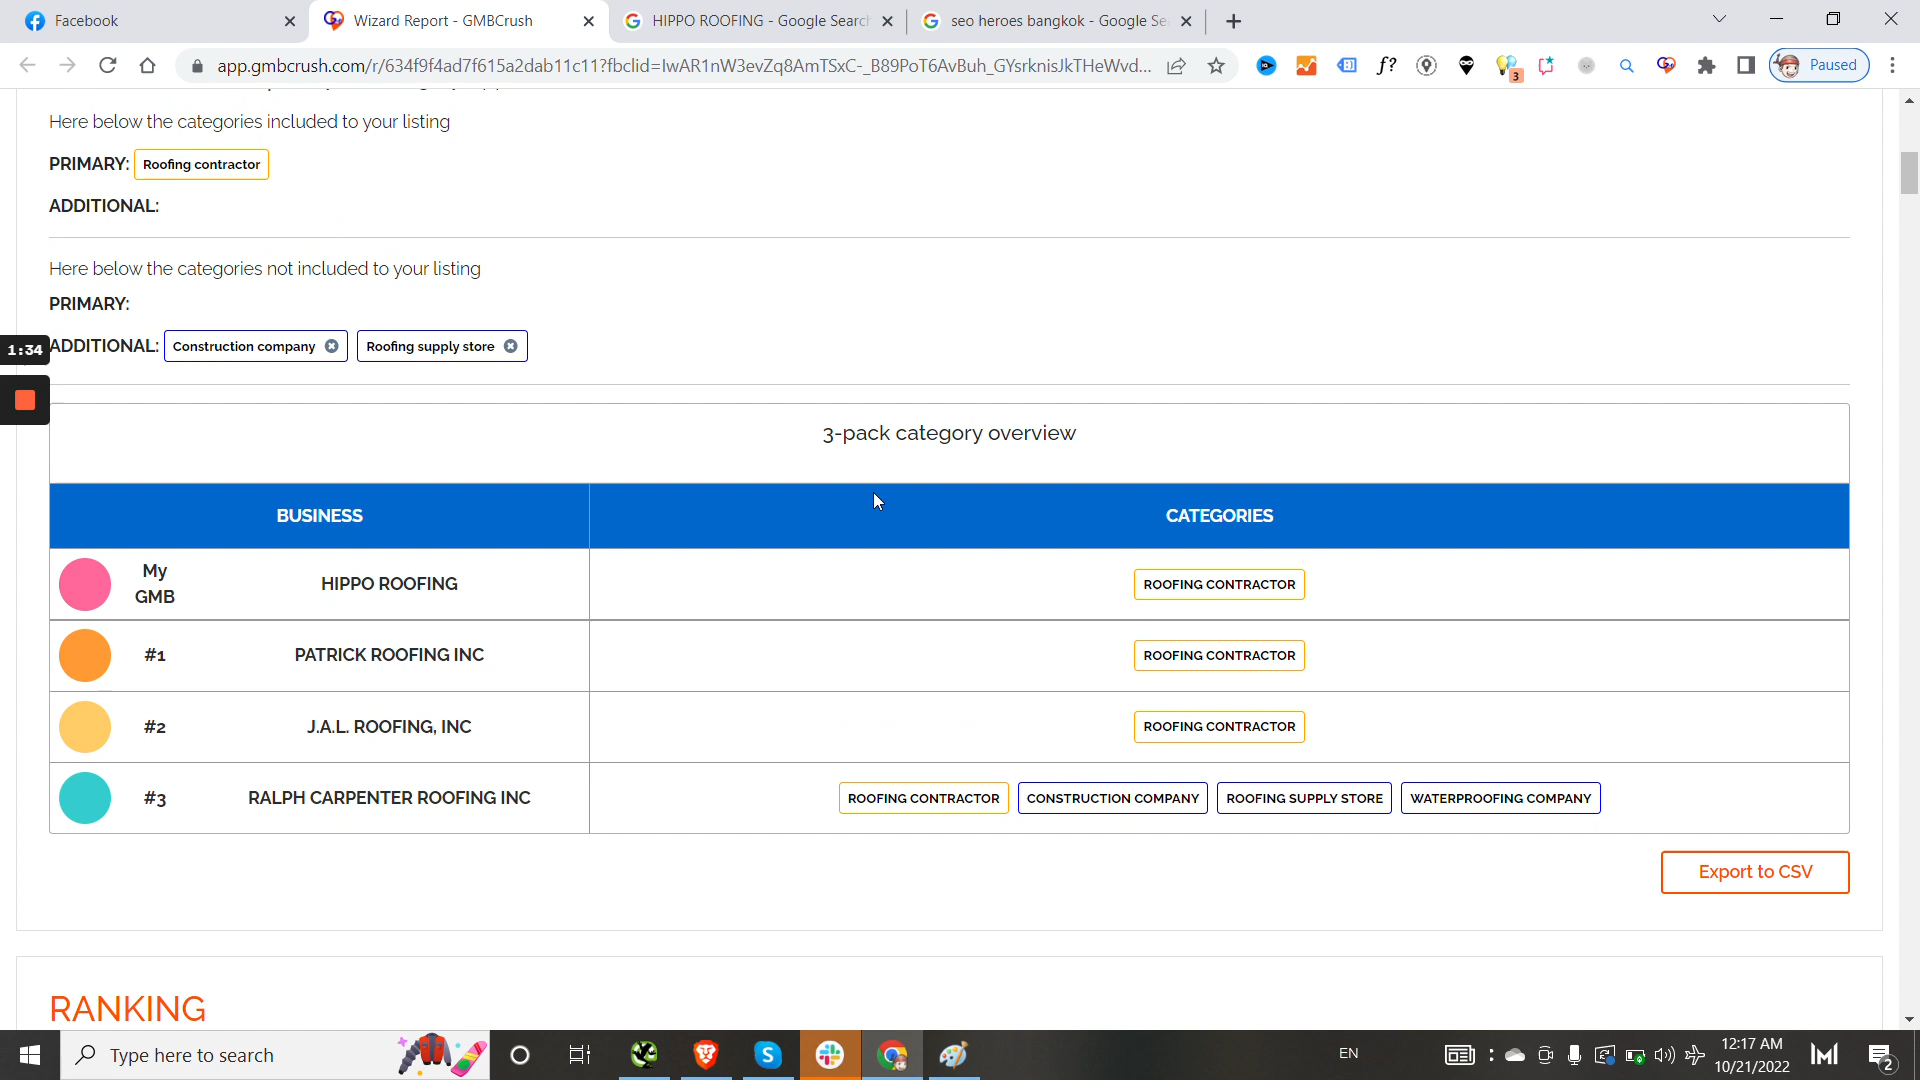 Facebook
Wizard Report - GMBCrush
HIPPO ROOFING - Google Search
seo heroes bangkok - Google Se
app.gmbcrush.com/r/634f9f4ad7f615a2dab11c11?fbclid=IwAR1nW3evZq8AmTSxC-_B89PoT6AvBuh_GYsrknisJkTHeWvd...
f?
3
Paused
Here below the categories included to your listing
PRIMARY: Roofing contractor
ADDITIONAL:
Here below the categories not included to your listing
PRIMARY:
1:34
ADDITIONAL: Construction company Roofing supply store
3-pack category overview
BUSINESS CATEGORIES
My GMB HIPPO ROOFING ROOFING CONTRACTOR
#1 PATRICK ROOFING INC ROOFING CONTRACTOR
#2 J.A.L. ROOFING, INC ROOFING CONTRACTOR
#3 RALPH CARPENTER ROOFING INC ROOFING CONTRACTOR CONSTRUCTION COMPANY ROOFING SUPPLY STORE WATERPROOFING COMPANY
Export to CSV
RANKING
Type here to search
EN
12:17 AM
10/21/2022
2